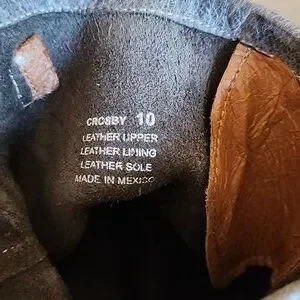 CROSBY 10
LEATHER UPPER
LEATHER LINING
LEATHER SOLE
MADE IN MEXICO